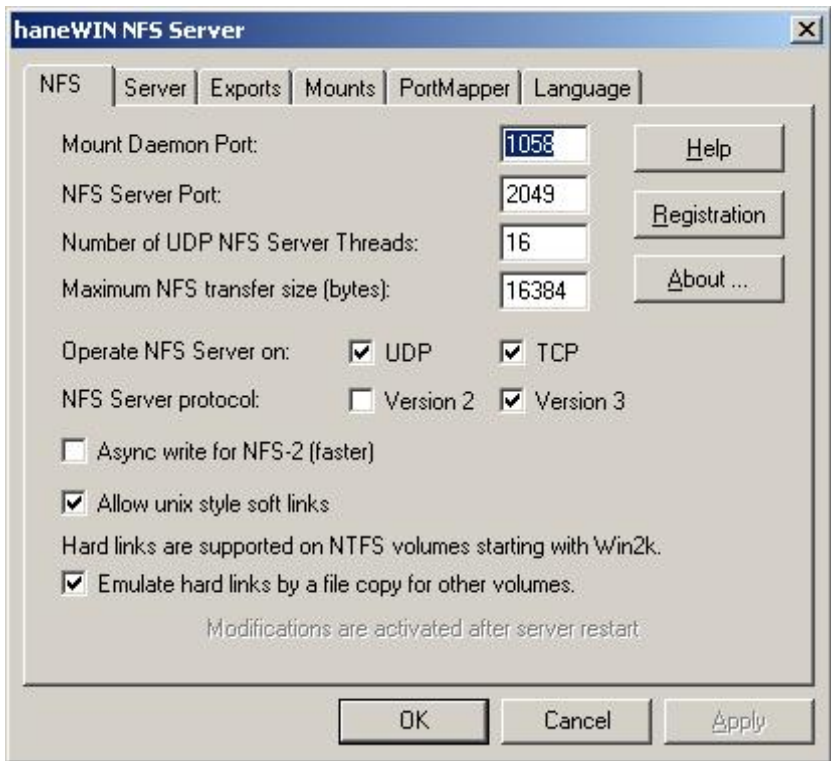 haneWIN NFS Server
NFS Server Exports Mounts PortMapper Language
Mount Daemon Port: 1058 Help
NFS Server Port: 2049
Registration
Number of UDP NFS Server Threads: 16
Maximum NFS transfer size (bytes): 16384 About ...
Operate NFS Server on: UDP TCP
NFS Server protocol: Version 2 Version 3
Async write for NFS-2 (faster)
Allow unix style soft links
Hard links are supported on NTFS volumes starting with Win2k.
Emulate hard links by a file copy for other volumes.
Modifications are activated after server restart
OK Cancel Apply